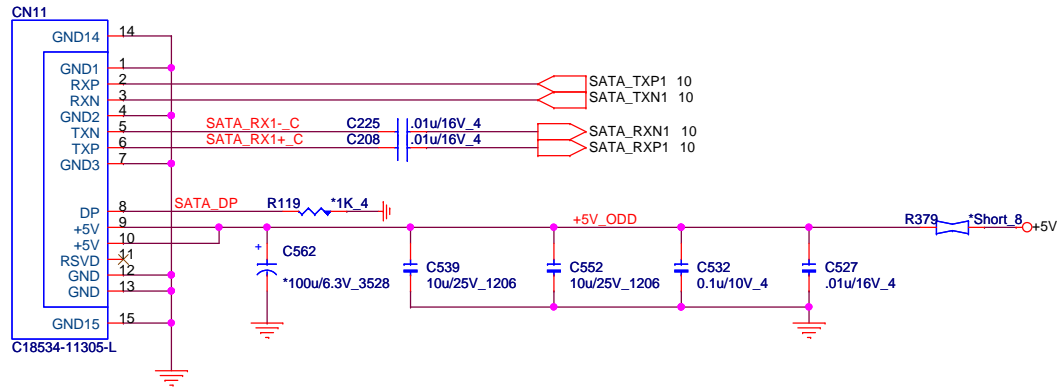 CN11
GND14 14
GND1 1
RXP 2 SATA_TXP1 10
RXN 3 SATA_TXN1 10
GND2 4
TXN 5 SATA_RX1-_C C225 .01u/16V_4 SATA_RXN1 10
TXP 6 SATA_RX1+_C C208 .01u/16V_4 SATA_RXP1 10
GND3 7
DP 8 SATA_DP R119 *1K_4
+5V 9 +5V_ODD R379 *Short_8 +5V
+5V 10
RSVD 11
GND 12
GND 13
+ C562
*100u/6.3V_3528
C539
10u/25V_1206
C552
10u/25V_1206
C532
0.1u/10V_4
C527
.01u/16V_4
GND15 15
C18534-11305-L